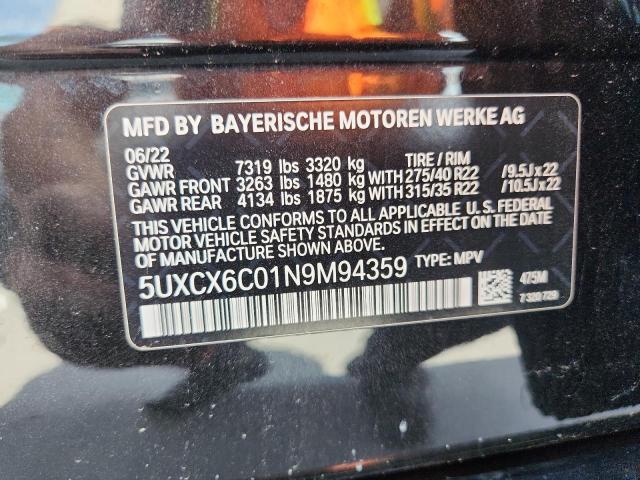 MFD BY BAYERISCHE MOTOREN WERKE AG
06/22 TIRE / RIM
GVWR 7319 lbs 3320 kg
GAWR FRONT 3263 lbs 1480 kg WITH 275/40 R22 /9.5J x 22
GAWR REAR 4134 lbs 1875 kg WITH 315/35 R22 /10.5J x 22
THIS VEHICLE CONFORMS TO ALL APPLICABLE U. S. FEDERAL
MOTOR VEHICLE SAFETY STANDARDS IN EFFECT ON THE DATE
OF MANUFACTURE SHOWN ABOVE.
5UXCX6C01N9M94359 TYPE: MPV
475M
7 320 729